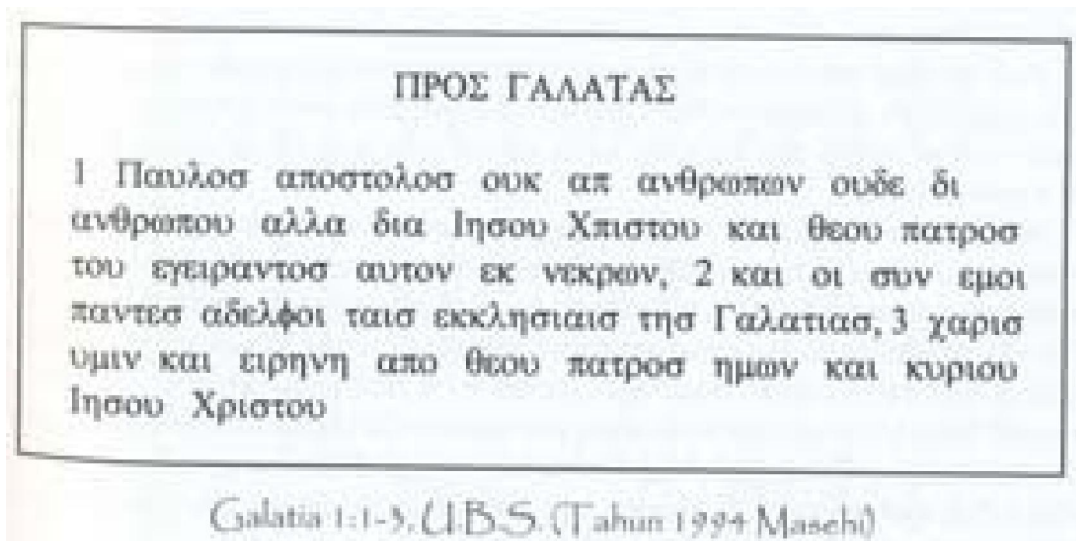 ΠΡΟΣ ΓΑΛΑΤΑΣ
1 Παυλοσ αποστολοσ ουκ απ ανθρωπων ουδε δι
ανθρωπου αλλα δια Ιησου Χπιστου και θεου πατροσ
του εγειραντοσ αυτον εκ νεκρων, 2 και οι συν εμοι
παντεσ αδελφοι ταισ εκκλησιαισ τησ Γαλατιασ, 3 χαρισ
υμιν και ειρηνη απο θεου πατροσ ημων και κυριου
Ιησου Χριστου
Galatia 1:1-3, U.B.S. (Tahun 1994 Masehi)